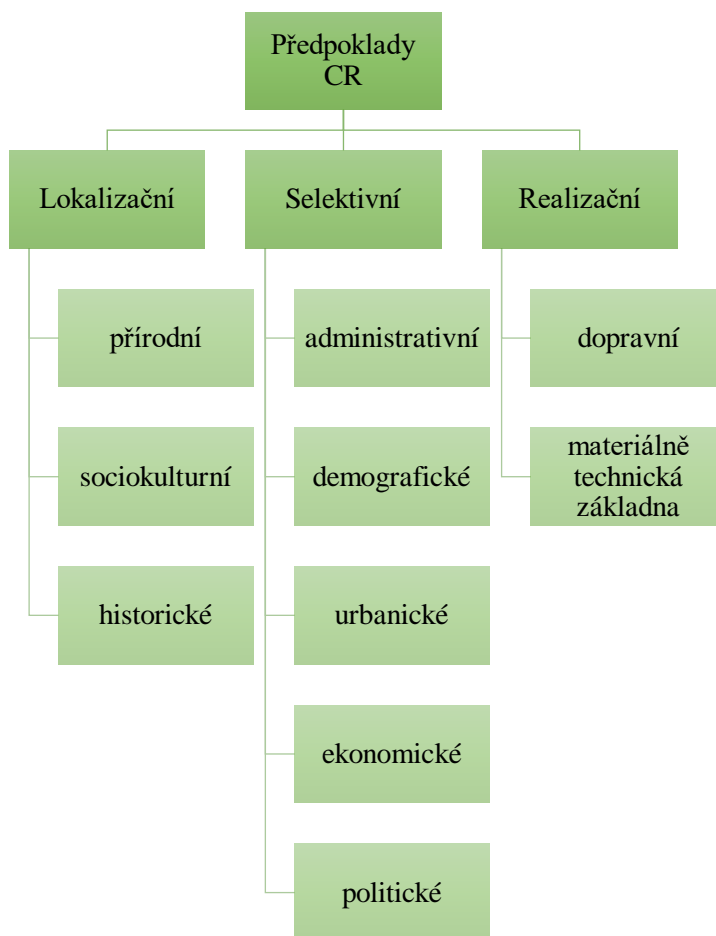 Předpoklady
CR
Lokalizační
Selektivní
Realizační
přírodní
administrativní
dopravní
sociokulturní
demografické
materiálně
technická
základna
historické
urbanické
ekonomické
politické